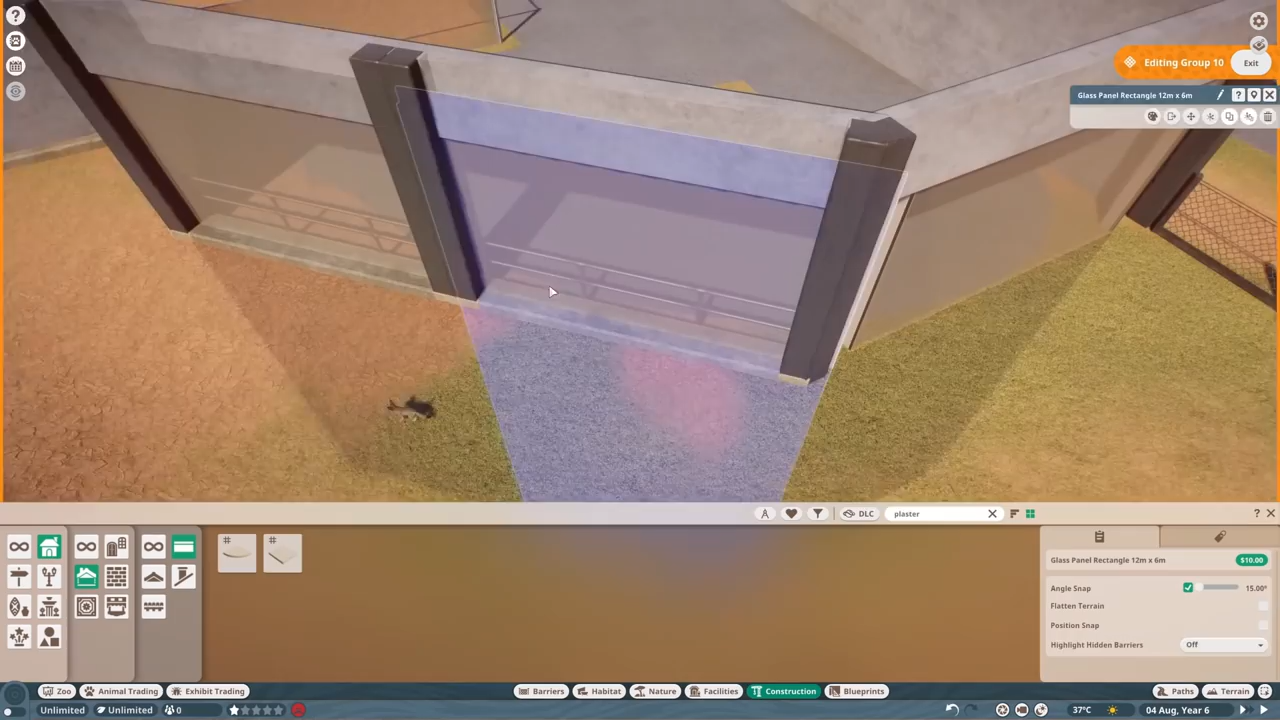 ?
Editing Group 10 Exit
Glass Panel Rectangle 12m x 6m ?
DLC plaster ?
# #
Glass Panel Rectangle 12m x 6m $10.00
Angle Snap 15.00°
Flatten Terrain
Position Snap
Highlight Hidden Barriers Off
Zoo Animal Trading Exhibit Trading Barriers Habitat Nature Facilities Construction Blueprints Paths Terrain
Unlimited Unlimited 0 37°C 04 Aug, Year 6